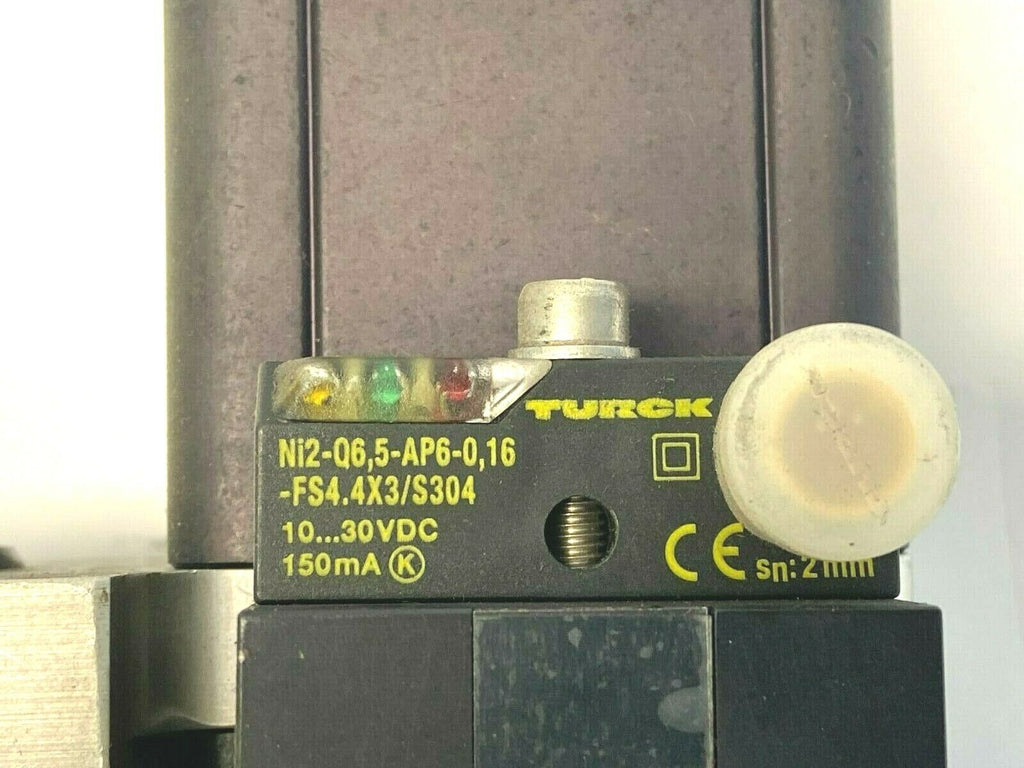 TURCK
Ni2-Q6,5-AP6-0,16
-FS4.4X3/S304
10...30VDC
150mA K
CE sn: 2mm